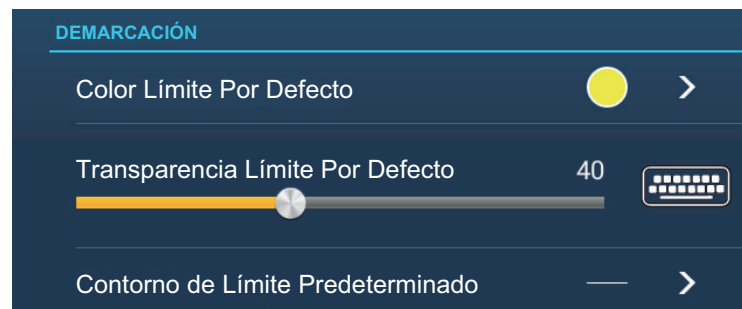 DEMARCACIÓN
Color Límite Por Defecto
Transparencia Límite Por Defecto 40
Contorno de Límite Predeterminado